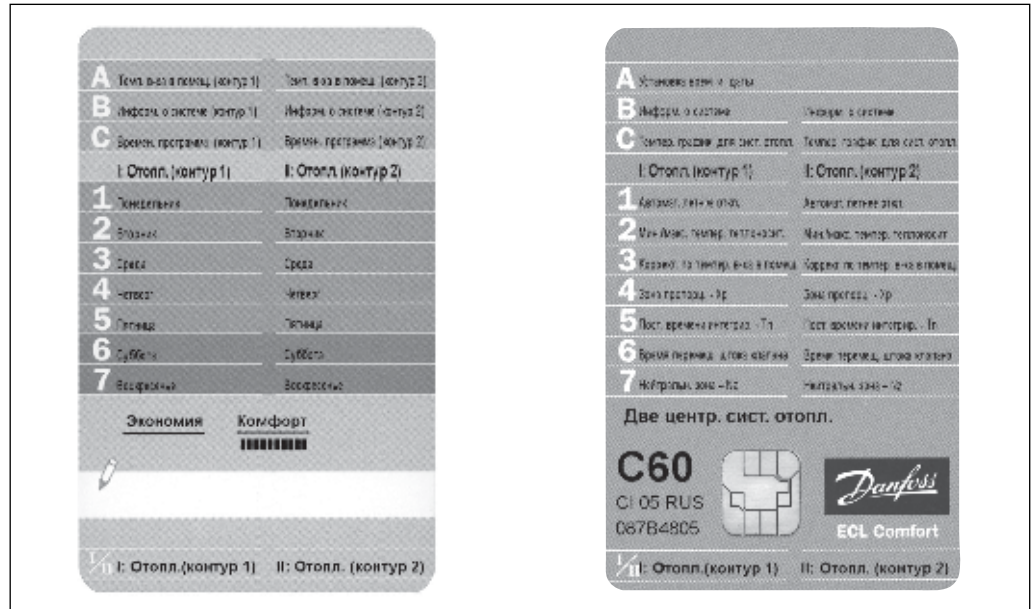 A Темп. в-ха в помещ. (контур 1) Темп. в-ха в помещ. (контур 2)
B Информ. о системе (контур 1) Информ. о системе (контур 2)
C Времен. программа (контур 1) Времен. программа (контур 2)
I: Отопл. (контур 1) II: Отопл. (контур 2)
1 Понедельник Понедельник
2 Вторник Вторник
3 Среда Среда
4 Четверг Четверг
5 Пятница Пятница
6 Суббота Суббота
7 Воскресенье Воскресенье
Экономия Комфорт
I/II I: Отопл.(контур 1) II: Отопл. (контур 2)
A Установка врем. и даты
B Информ. о системе Информ. о системе
C Темпер. график для сист. отопл. Темпер. график для сист. отопл.
I: Отопл. (контур 1) II: Отопл. (контур 2)
1 Автомат. летнее откл. Автомат. летнее откл.
2 Мин./макс. темпер. теплоносит. Мин./макс. темпер. теплоносит.
3 Коррект. по темпер. в-ха в помещ. Коррект. по темпер. в-ха в помещ.
4 Зона пропорц. - Xp Зона пропорц. - Xp
5 Пост. времени интегрир. - Tn Пост. времени интегрир. - Tn
6 Время перемещ. штока клапана Время перемещ. штока клапана
7 Нейтральн. зона – Nz Нейтральн. зона – Nz
Две центр. сист. отопл.
C60
CI 05 RUS
087B4805
Danfoss
ECL Comfort
I/II I: Отопл.(контур 1) II: Отопл. (контур 2)